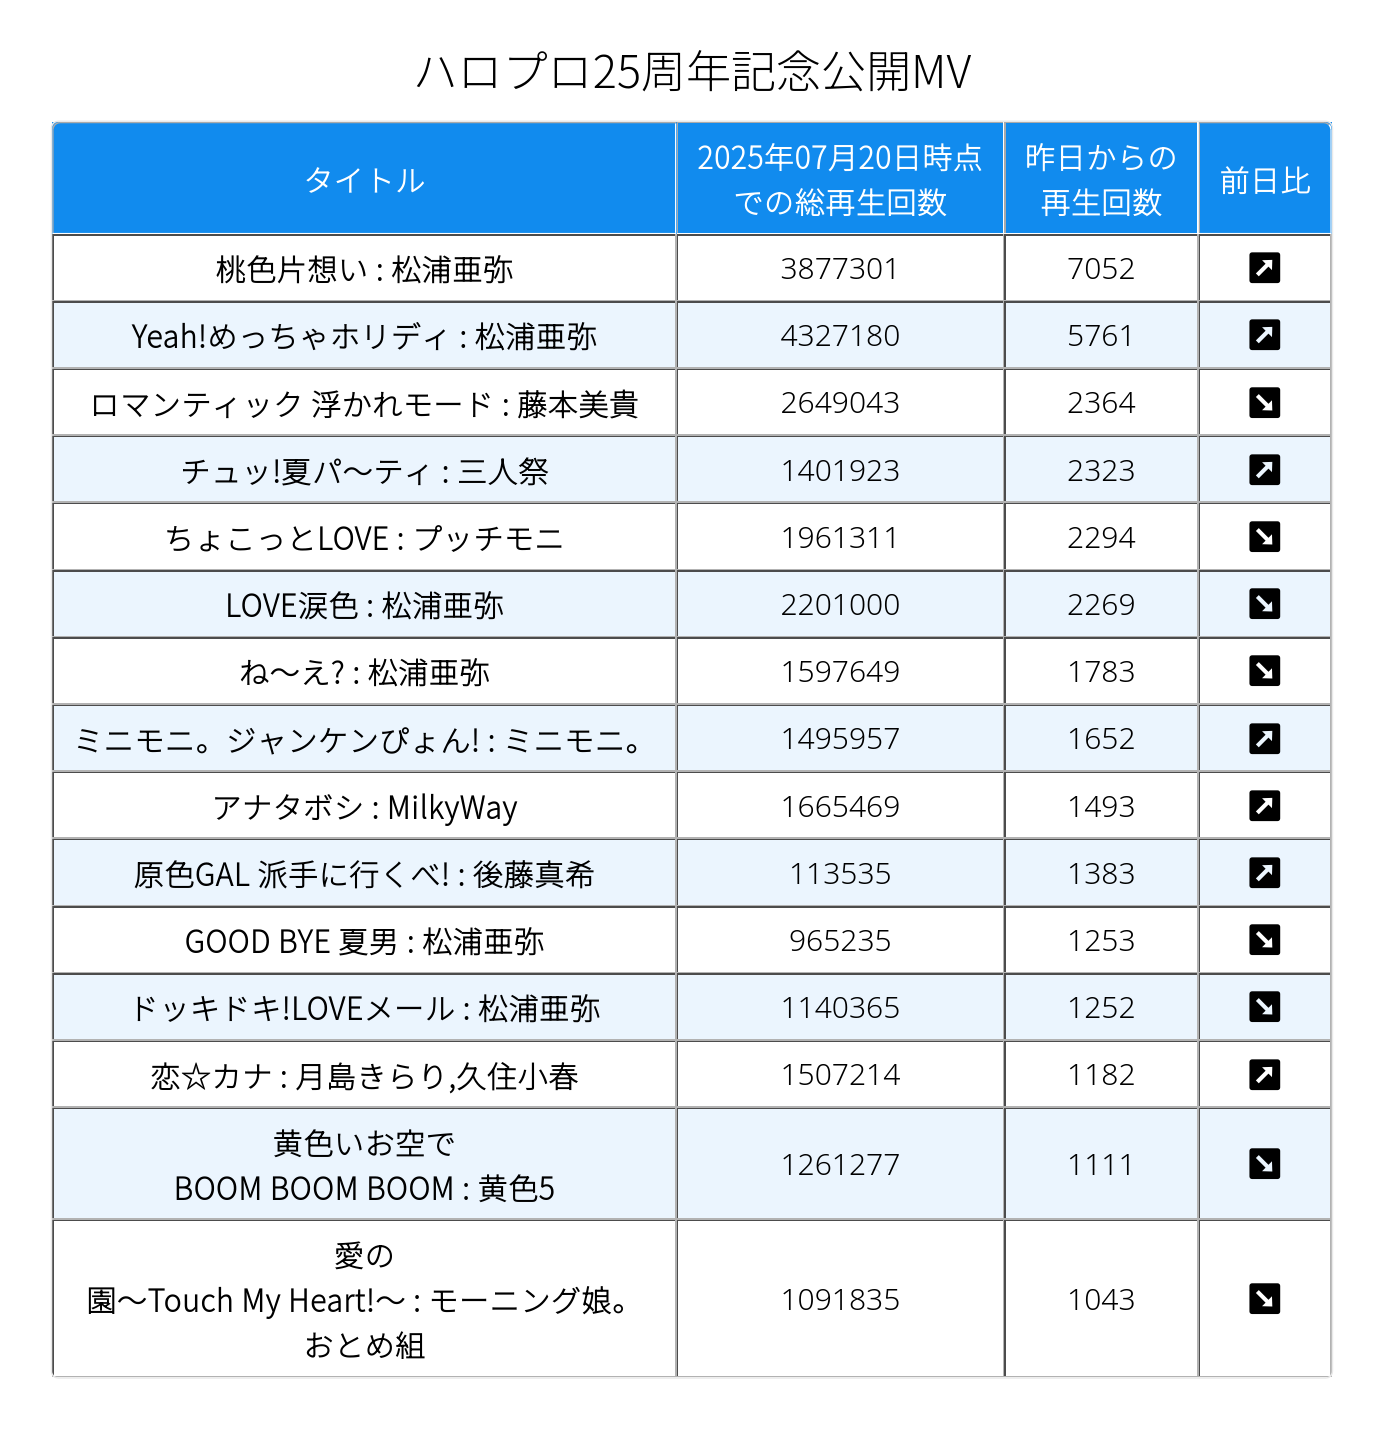 ハロプロ25周年記念公開MV
タイトル
2025年07月20日時点
での総再生回数
昨日からの
再生回数
前日比
桃色片想い : 松浦亜弥 3877301 7052 ↗
Yeah!めっちゃホリディ : 松浦亜弥 4327180 5761 ↗
ロマンティック 浮かれモード : 藤本美貴 2649043 2364 ↘
チュッ!夏パ〜ティ : 三人祭 1401923 2323 ↗
ちょこっとLOVE : プッチモニ 1961311 2294 ↘
LOVE涙色 : 松浦亜弥 2201000 2269 ↘
ね〜え? : 松浦亜弥 1597649 1783 ↘
ミニモニ。ジャンケンぴょん! : ミニモニ。 1495957 1652 ↗
アナタボシ : MilkyWay 1665469 1493 ↗
原色GAL 派手に行くべ! : 後藤真希 113535 1383 ↗
GOOD BYE 夏男 : 松浦亜弥 965235 1253 ↘
ドッキドキ!LOVEメール : 松浦亜弥 1140365 1252 ↘
恋☆カナ : 月島きらり,久住小春 1507214 1182 ↗
黄色いお空で
BOOM BOOM BOOM : 黄色5 1261277 1111 ↘
愛の
園〜Touch My Heart!〜 : モーニング娘。 1091835 1043 ↘
おとめ組